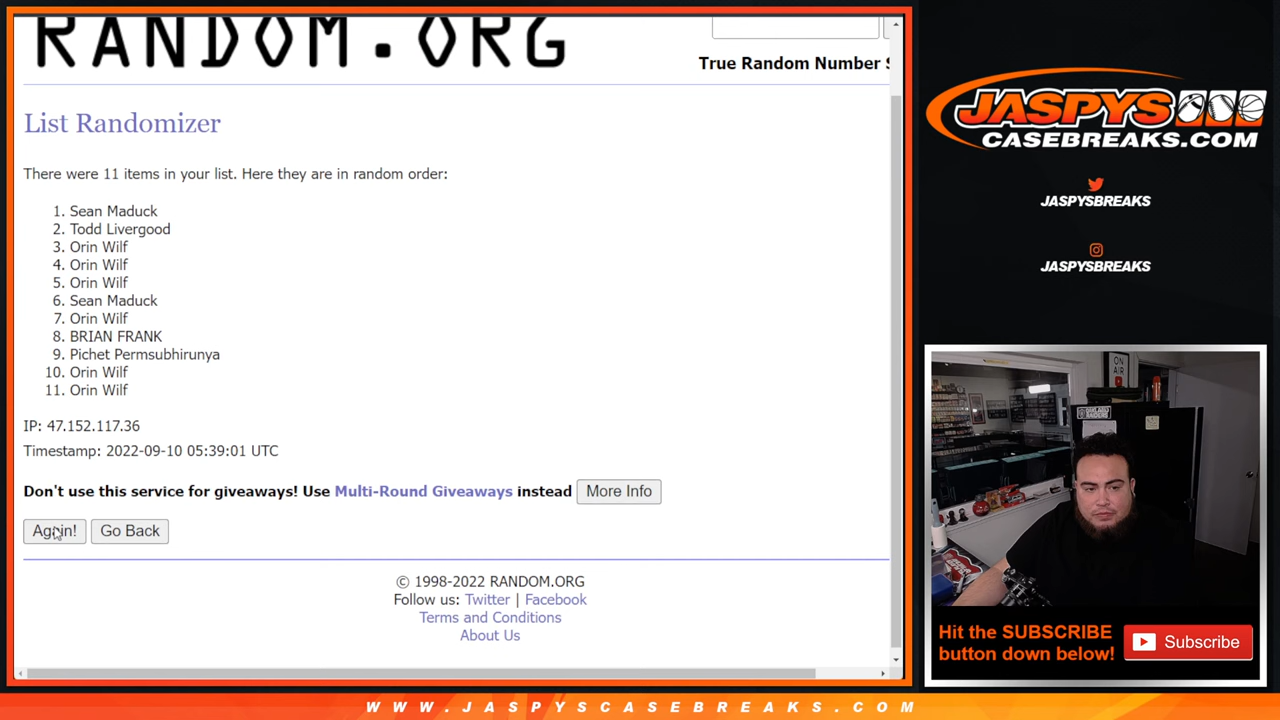 RANDOM.ORG
True Random Number S
List Randomizer
There were 11 items in your list. Here they are in random order:
1. Sean Maduck
2. Todd Livergood
3. Orin Wilf
4. Orin Wilf
5. Orin Wilf
6. Sean Maduck
7. Orin Wilf
8. BRIAN FRANK
9. Pichet Permsubhirunya
10. Orin Wilf
11. Orin Wilf
IP: 47.152.117.36
Timestamp: 2022-09-10 05:39:01 UTC
Don't use this service for giveaways! Use Multi-Round Giveaways instead More Info
Again! Go Back
© 1998-2022 RANDOM.ORG
Follow us: Twitter | Facebook
Terms and Conditions
About Us
JASPYS
CASEBREAKS.COM
JASPYSBREAKS
JASPYSBREAKS
ON
AIR
Hit the SUBSCRIBE
button down below!
Subscribe
WWW.JASPYSCASEBREAKS.COM